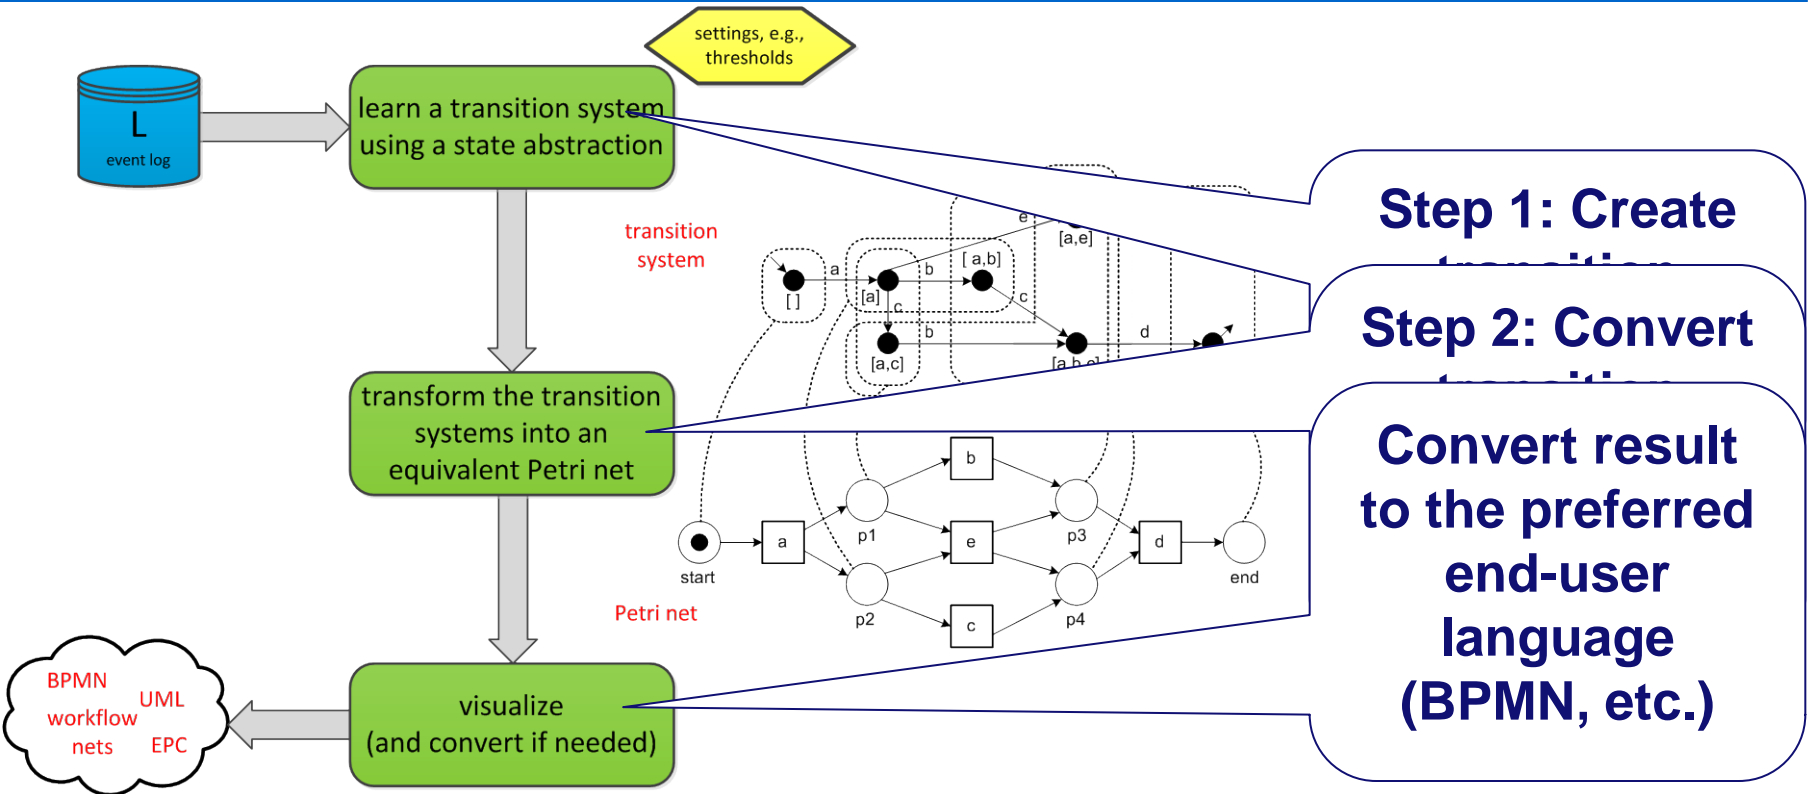 settings, e.g.,
thresholds
L
event log
learn a transition system
using a state abstraction
transition
system
a
b
c
e
[a,e]
[ a,b]
[ ]
[a]
c
b
d
[a,c]
Step 1: Create
transition
Step 2: Convert
transition
transform the transition
systems into an
equivalent Petri net
Convert result
to the preferred
end-user
language
(BPMN, etc.)
b
p1
p3
a
e
d
start
end
p2
p4
c
Petri net
visualize
(and convert if needed)
BPMN
UML
workflow
nets
EPC